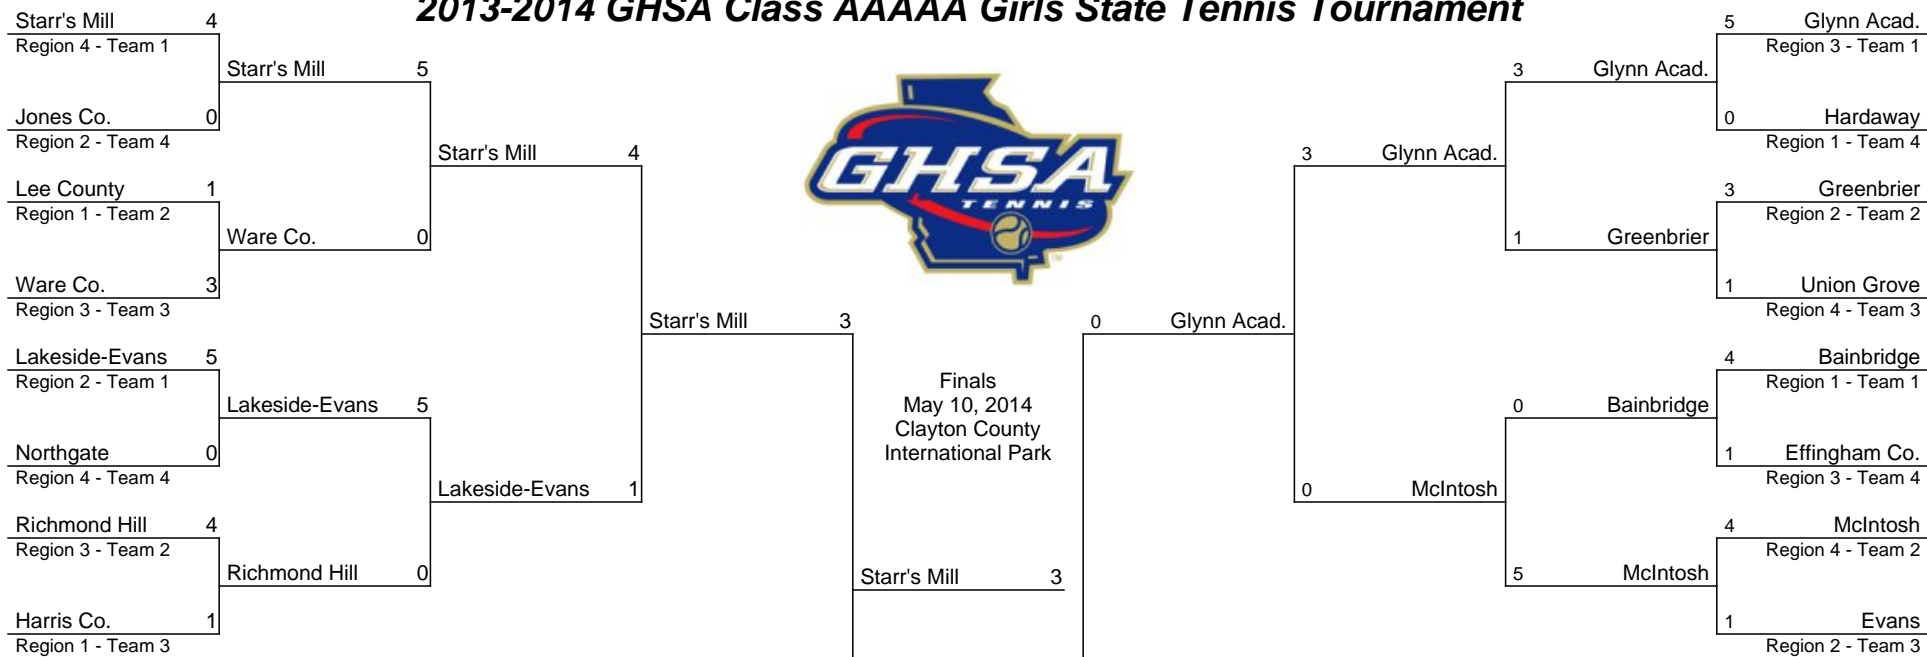 2013-2014 GHSA Class AAAAA Girls State Tennis Tournament
Starr's Mill 4
Region 4 - Team 1
Jones Co. 0
Region 2 - Team 4
Lee County 1
Region 1 - Team 2
Ware Co. 3
Region 3 - Team 3
Lakeside-Evans 5
Region 2 - Team 1
Northgate 0
Region 4 - Team 4
Richmond Hill 4
Region 3 - Team 2
Harris Co. 1
Region 1 - Team 3
Starr's Mill 5
Ware Co. 0
Lakeside-Evans 5
Richmond Hill 0
Starr's Mill 4
Lakeside-Evans 1
Starr's Mill 3
GHSA
TENNIS
TM
Finals
May 10, 2014
Clayton County
International Park
Starr's Mill 3
0 Glynn Acad.
3 Glynn Acad.
0 McIntosh
3 Glynn Acad.
1 Greenbrier
0 Bainbridge
5 McIntosh
5 Glynn Acad.
Region 3 - Team 1
0 Hardaway
Region 1 - Team 4
3 Greenbrier
Region 2 - Team 2
1 Union Grove
Region 4 - Team 3
4 Bainbridge
Region 1 - Team 1
1 Effingham Co.
Region 3 - Team 4
4 McIntosh
Region 4 - Team 2
1 Evans
Region 2 - Team 3